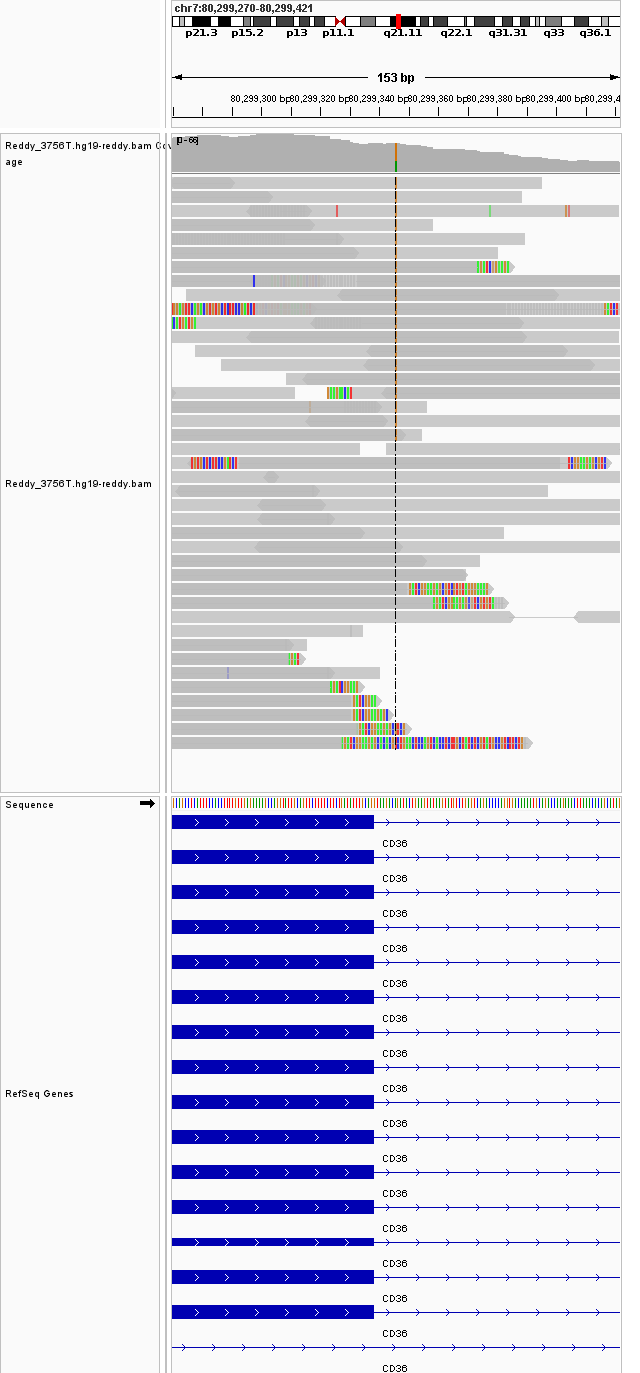 chr7:80,299,270-80,299,421
p21.3 p15.2 p13 p11.1 q21.11 q22.1 q31.31 q33 q36.1
153 bp
80,299,300 bp 80,299,320 bp 80,299,340 bp 80,299,360 bp 80,299,380 bp 80,299,400 bp 80,299,4
Reddy_3756T.hg19-reddy.bam Cov
age
[0 - 66]
Reddy_3756T.hg19-reddy.bam
Sequence
CD36
CD36
CD36
CD36
CD36
CD36
CD36
RefSeq Genes
CD36
CD36
CD36
CD36
CD36
CD36
CD36
CD36
CD36